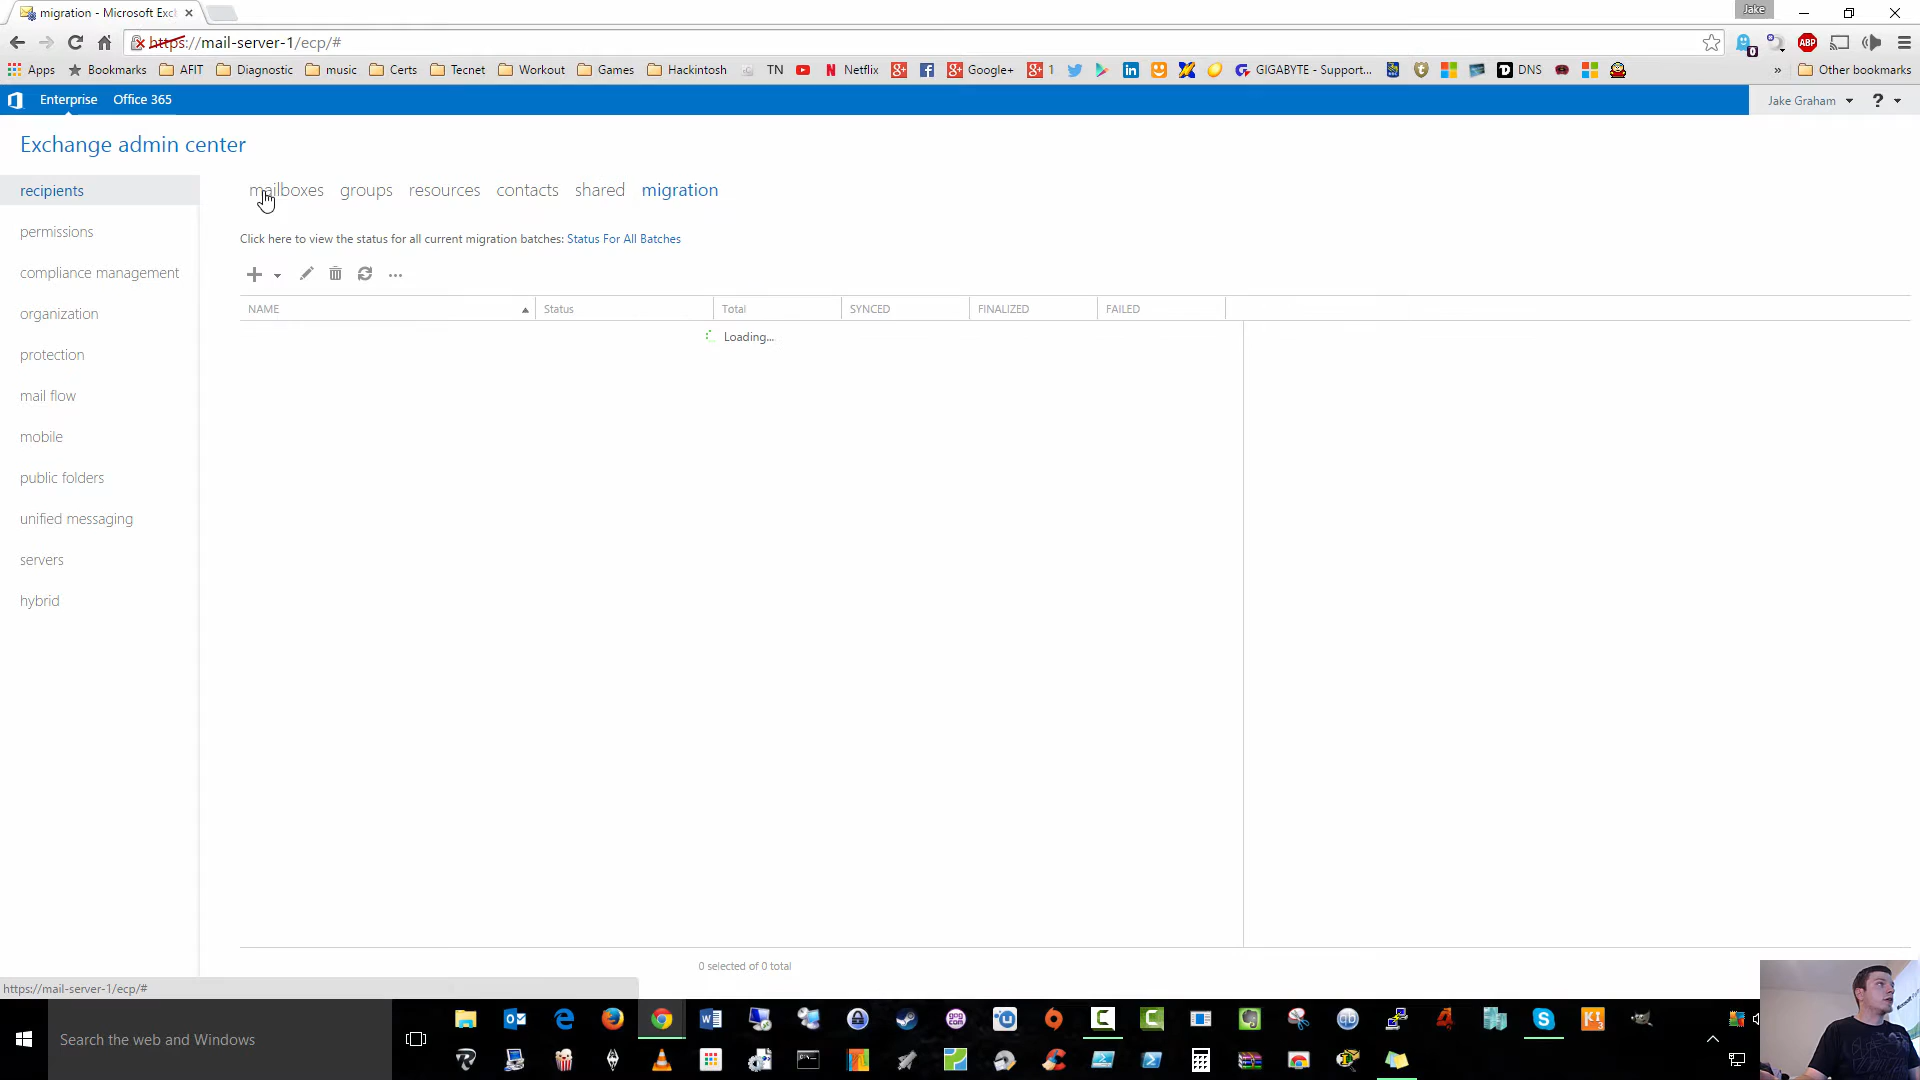 migration - Microsoft Exc
Jake
https://mail-server-1/ecp/#
Apps Bookmarks AFIT Diagnostic music Certs Tecnet Workout Games Hackintosh TN Netflix Google+ 1 GIGABYTE - Support... DNS » Other bookmarks
Enterprise Office 365 Jake Graham ?
Exchange admin center
recipients
permissions
compliance management
organization
protection
mail flow
mobile
public folders
unified messaging
servers
hybrid
mailboxes groups resources contacts shared migration
Click here to view the status for all current migration batches: Status For All Batches
NAME Status Total SYNCED FINALIZED FAILED
Loading...
0 selected of 0 total
https://mail-server-1/ecp/#
Search the web and Windows